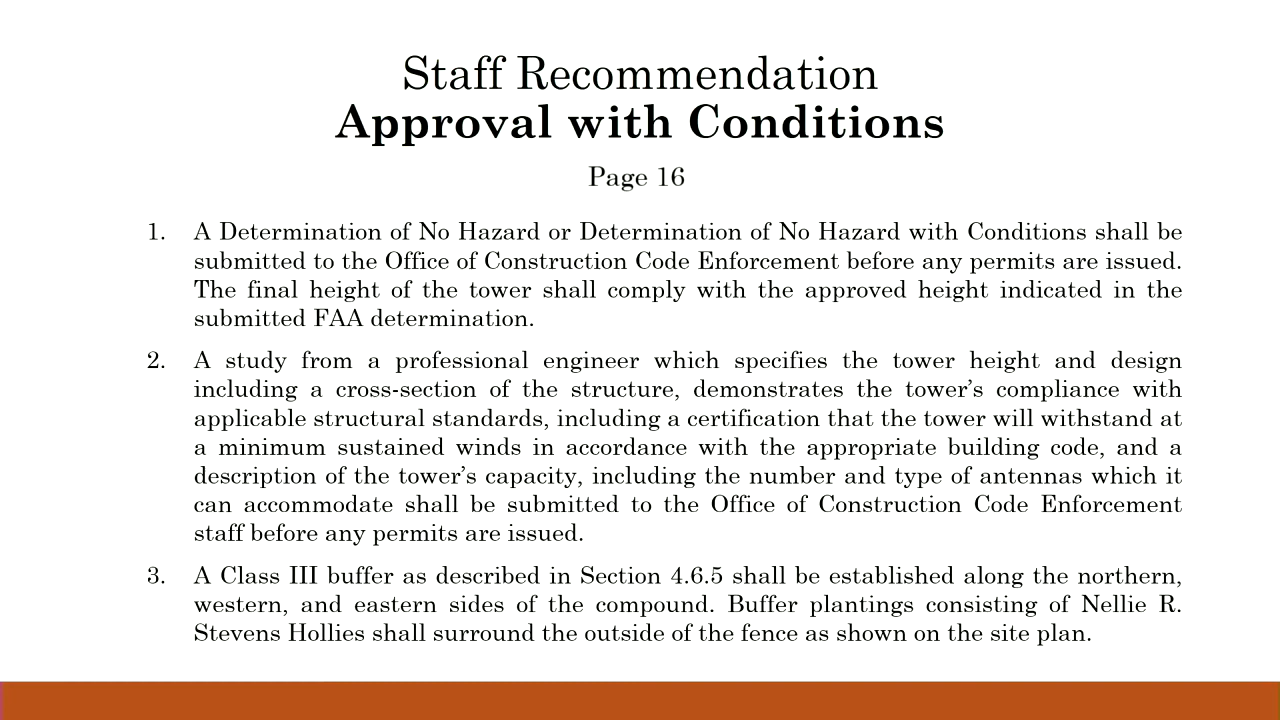 Staff Recommendation
Approval with Conditions
Page 16
1. A Determination of No Hazard or Determination of No Hazard with Conditions shall be
submitted to the Office of Construction Code Enforcement before any permits are issued.
The final height of the tower shall comply with the approved height indicated in the
submitted FAA determination.
2. A study from a professional engineer which specifies the tower height and design
including a cross-section of the structure, demonstrates the tower’s compliance with
applicable structural standards, including a certification that the tower will withstand at
a minimum sustained winds in accordance with the appropriate building code, and a
description of the tower’s capacity, including the number and type of antennas which it
can accommodate shall be submitted to the Office of Construction Code Enforcement
staff before any permits are issued.
3. A Class III buffer as described in Section 4.6.5 shall be established along the northern,
western, and eastern sides of the compound. Buffer plantings consisting of Nellie R.
Stevens Hollies shall surround the outside of the fence as shown on the site plan.